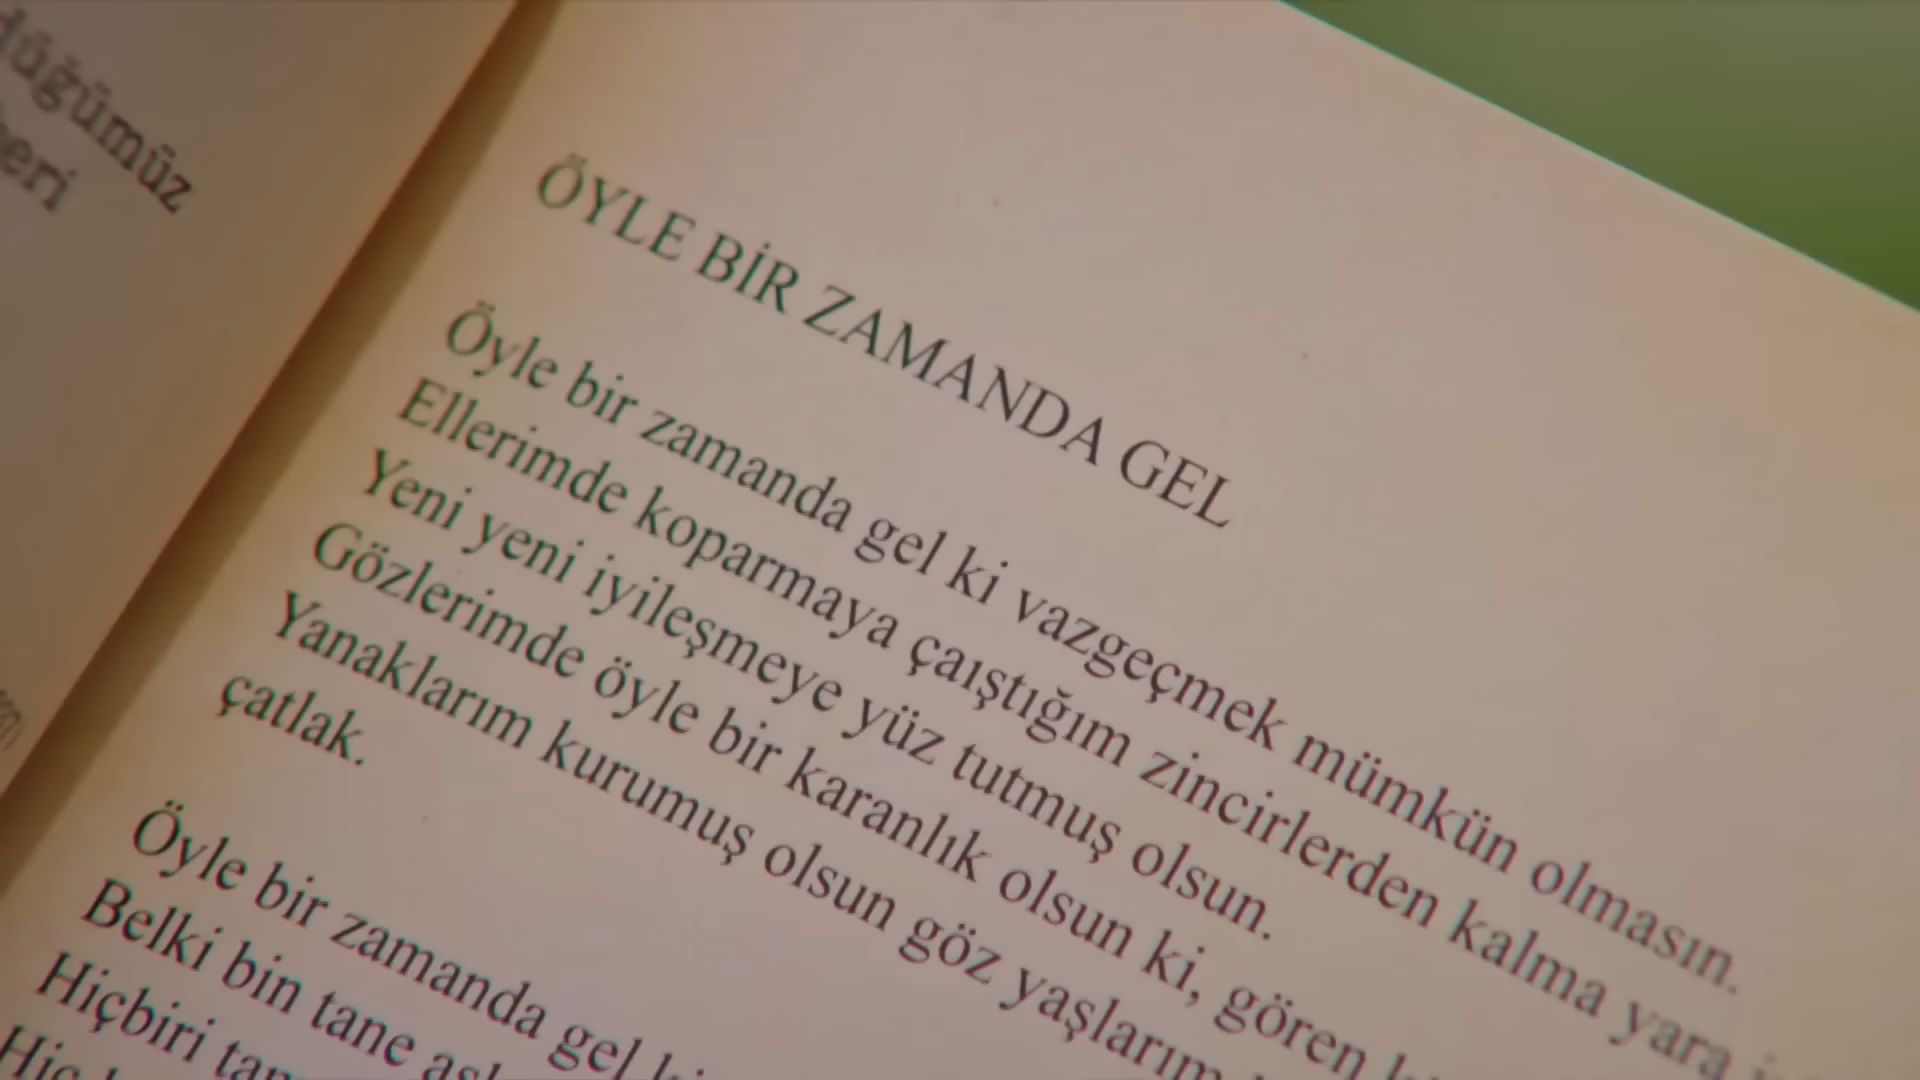 düğümüz
beri
ÖYLE BİR ZAMANDA GEL
Öyle bir zamanda gel ki vazgeçmek mümkün olmasın.
Ellerimde koparmaya çaıştığım zincirlerden kalma yara
Yeni yeni iyileşmeye yüz tutmuş olsun.
Gözlerimde öyle bir karanlık olsun ki, gören
Yanaklarım kurumuş olsun göz yaşlarım
çatlak.
Öyle bir zamanda gel ki
Belki bin tane
Hiçbiri